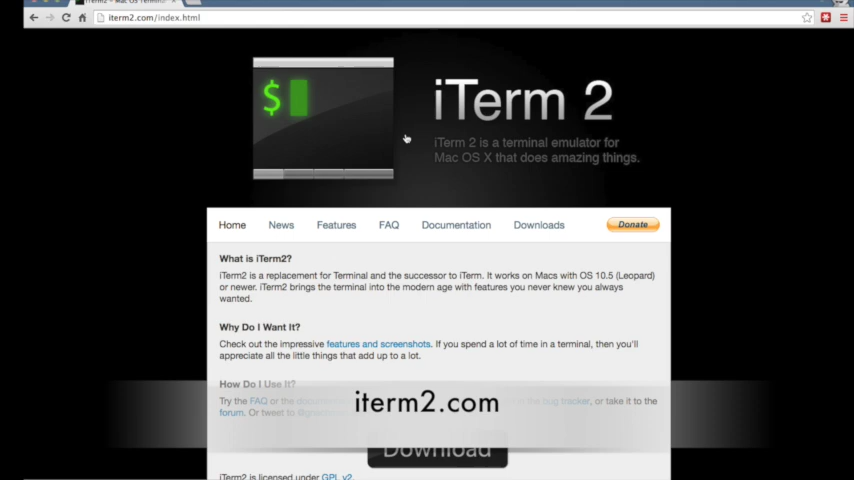 iTerm2 - Mac OS Termin
iterm2.com/index.html
$
iTerm 2
iTerm 2 is a terminal emulator for
Mac OS X that does amazing things.
Home News Features FAQ Documentation Downloads Donate
What is iTerm2?
iTerm2 is a replacement for Terminal and the successor to iTerm. It works on Macs with OS 10.5 (Leopard)
or newer. iTerm2 brings the terminal into the modern age with features you never knew you always
wanted.
Why Do I Want It?
Check out the impressive features and screenshots. If you spend a lot of time in a terminal, then you'll
appreciate all the little things that add up to a lot.
How Do I Use It?
Try the FAQ or the bug tracker, or take it to the
forum. Or tweet to
iterm2.com
Download
iTerm2 is licensed under GPL v2.